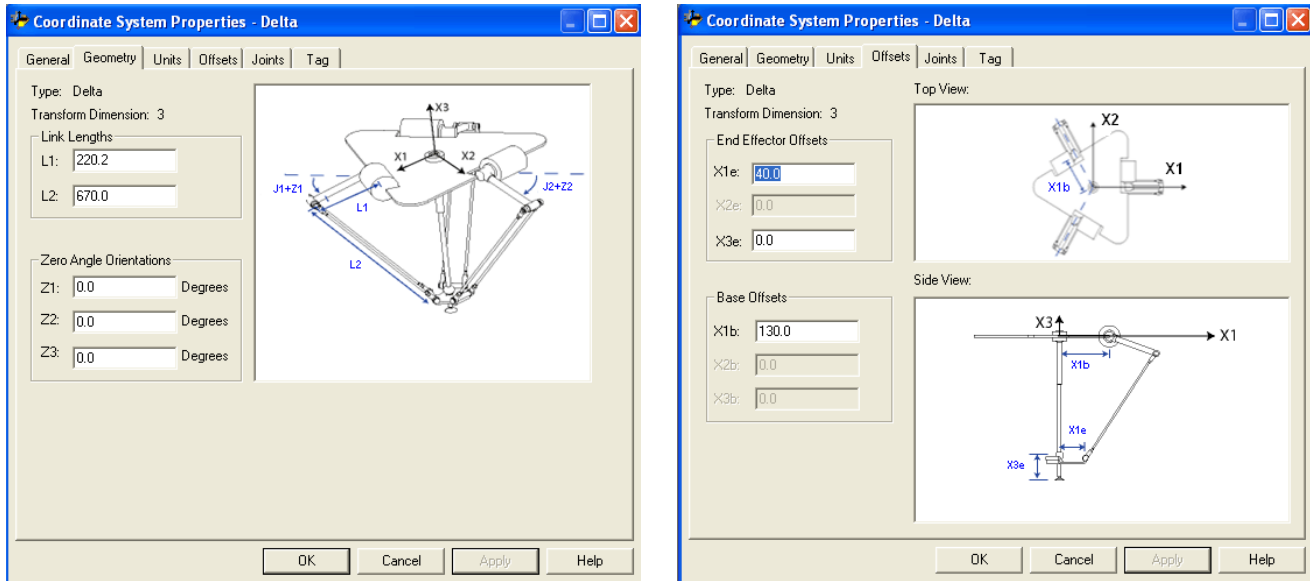 Coordinate System Properties - Delta
General Geometry Units Offsets Joints Tag
Type: Delta
Transform Dimension: 3
Link Lengths
L1: 220.2
L2: 670.0
Zero Angle Orientations
Z1: 0.0 Degrees
Z2: 0.0 Degrees
Z3: 0.0 Degrees
X3
X1 X2
J1+Z1 J2+Z2
L1
L2
OK Cancel Apply Help
Coordinate System Properties - Delta
General Geometry Units Offsets Joints Tag
Type: Delta
Transform Dimension: 3
End Effector Offsets
X1e: 40.0
X2e: 0.0
X3e: 0.0
Base Offsets
X1b: 130.0
X2b: 0.0
X3b: 0.0
Top View:
X2
X1
X1b
Side View:
X3
X1
X1b
X1e
X3e
OK Cancel Apply Help